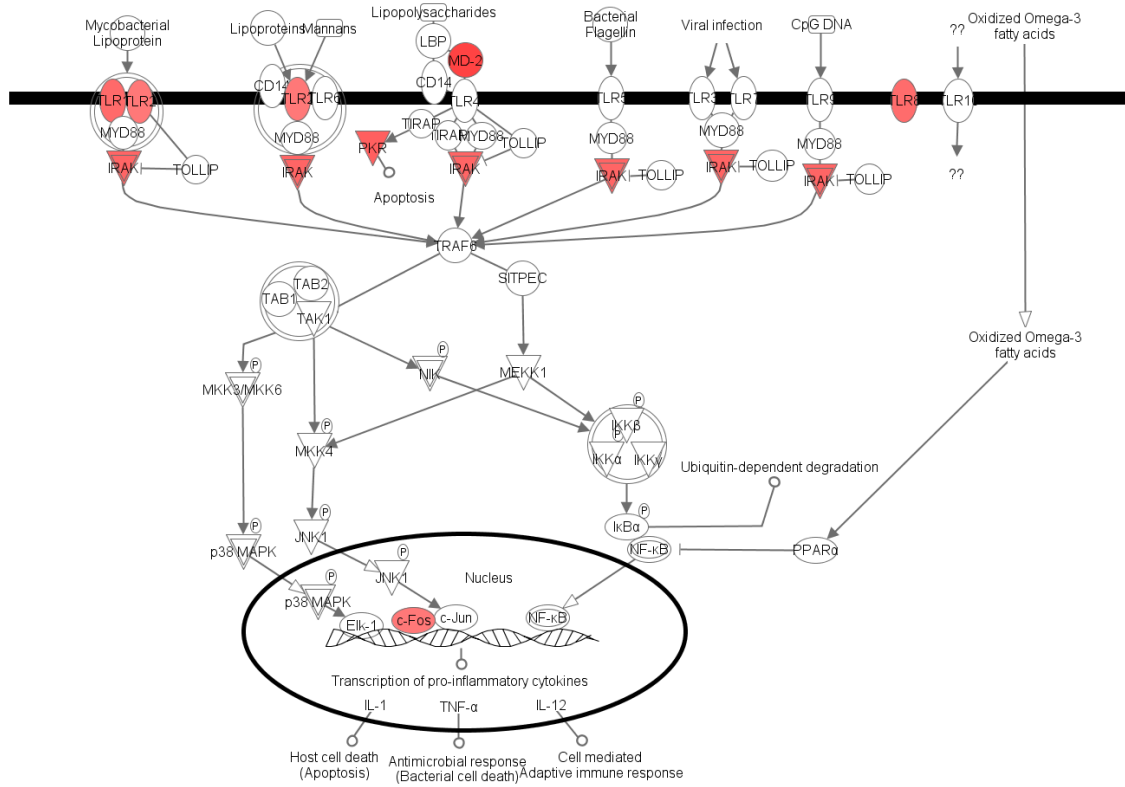 Mycobacterial
Lipoprotein
Lipoproteins
Mannans
Lipopolysaccharides
LBP
MD-2
CD14
Bacterial
Flagellin
Viral infection
CpG DNA
??
Oxidized Omega-3
fatty acids
TLR1
TLR2
CD14
TLR2
TLR6
TLR4
TLR5
TLR3
TLR7
TLR9
TLR8
TLR10
MYD88
MYD88
TIRAP
TIRAP
MYD88
MYD88
MYD88
MYD88
PKR
TOLLIP
IRAK
TOLLIP
IRAK
IRAK
IRAK
TOLLIP
IRAK
TOLLIP
IRAK
TOLLIP
??
Apoptosis
TRAF6
TAB2
TAB1
TAK1
SITPEC
Oxidized Omega-3
fatty acids
P
MKK3/MKK6
P
NIK
MEKK1
P
IKKβ
P
IKKα
IKKγ
P
MKK4
Ubiquitin-dependent degradation
P
IκBα
NF-κB
PPARα
P
p38 MAPK
P
JNK1
P
JNK1
Nucleus
P
p38 MAPK
Elk-1
c-Fos
c-Jun
NF-κB
Transcription of pro-inflammatory cytokines
IL-1
TNF-α
IL-12
Host cell death
(Apoptosis)
Antimicrobial response
(Bacterial cell death)
Cell mediated
Adaptive immune response